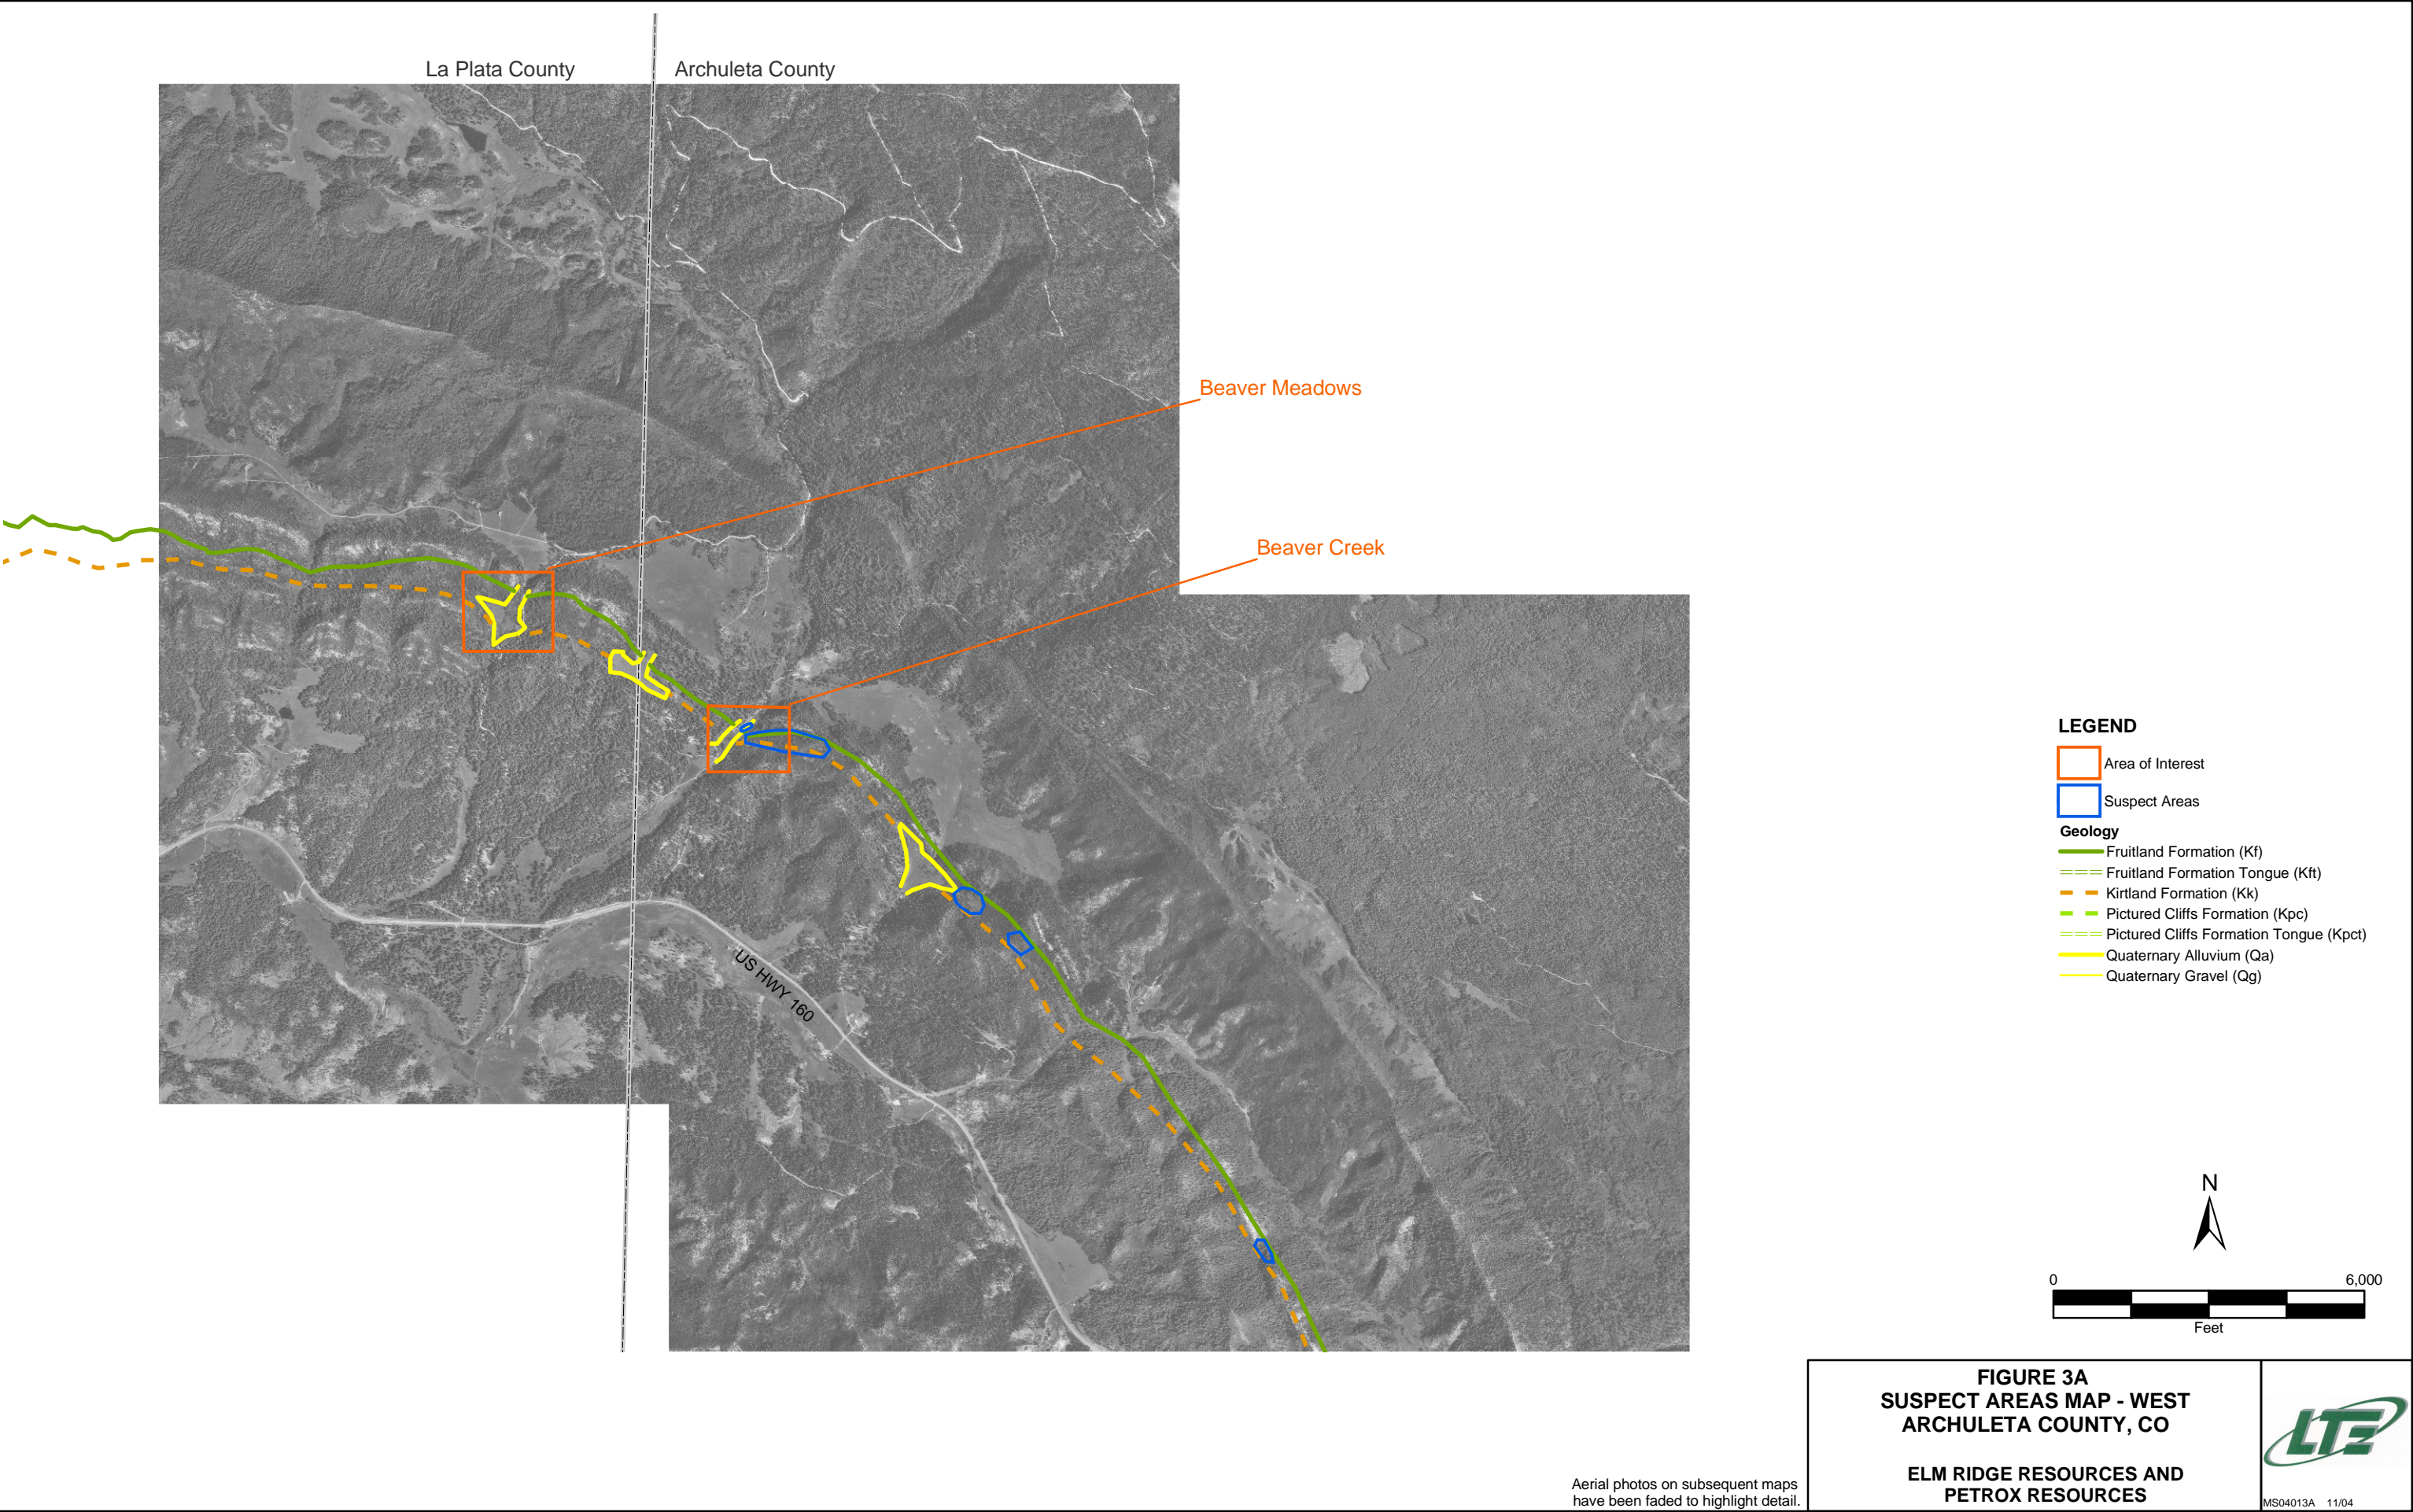 La Plata County
Archuleta County
Beaver Meadows
Beaver Creek
US HWY 160
LEGEND
Area of Interest
Suspect Areas
Geology
Fruitland Formation (Kf)
Fruitland Formation Tongue (Kft)
Kirtland Formation (Kk)
Pictured Cliffs Formation (Kpc)
Pictured Cliffs Formation Tongue (Kpct)
Quaternary Alluvium (Qa)
Quaternary Gravel (Qg)
N
0 6,000
Feet
FIGURE 3A
SUSPECT AREAS MAP - WEST
ARCHULETA COUNTY, CO
ELM RIDGE RESOURCES AND
PETROX RESOURCES
LTE
MS04013A 11/04
Aerial photos on subsequent maps
have been faded to highlight detail.